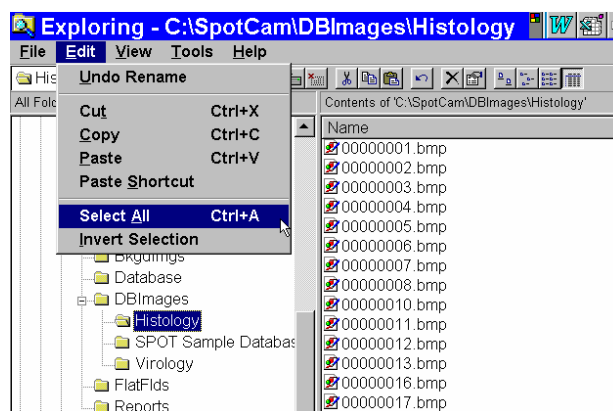 Exploring - C:\SpotCam\DBImages\Histology
File Edit View Tools Help
His
Undo Rename
Cut Ctrl+X
Copy Ctrl+C
Paste Ctrl+V
Paste Shortcut
Select All Ctrl+A
Invert Selection
All Fold
Contents of 'C:\SpotCam\DBImages\Histology'
BkgdImgs
Database
DBImages
Histology
SPOT Sample Databas
Virology
FlatFlds
Reports
Name
00000001.bmp
00000002.bmp
00000003.bmp
00000004.bmp
00000005.bmp
00000006.bmp
00000007.bmp
00000008.bmp
00000010.bmp
00000011.bmp
00000012.bmp
00000013.bmp
00000016.bmp
00000017.bmp